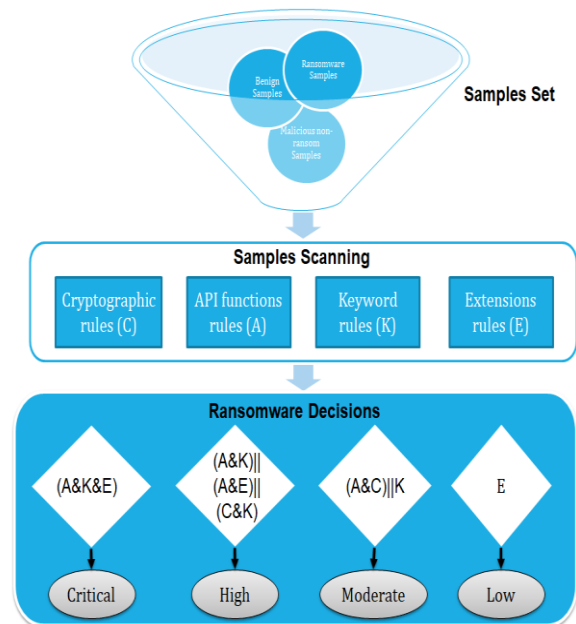 Ransomware
Samples
Benign
Samples
Malicious non-
ransom
Samples
Samples Set
Samples Scanning
Cryptographic
rules (C)
API functions
rules (A)
Keyword
rules (K)
Extensions
rules (E)
Ransomware Decisions
(A&K&E)
(A&K)||
(A&E)||
(C&K)
(A&C)||K
E
Critical
High
Moderate
Low